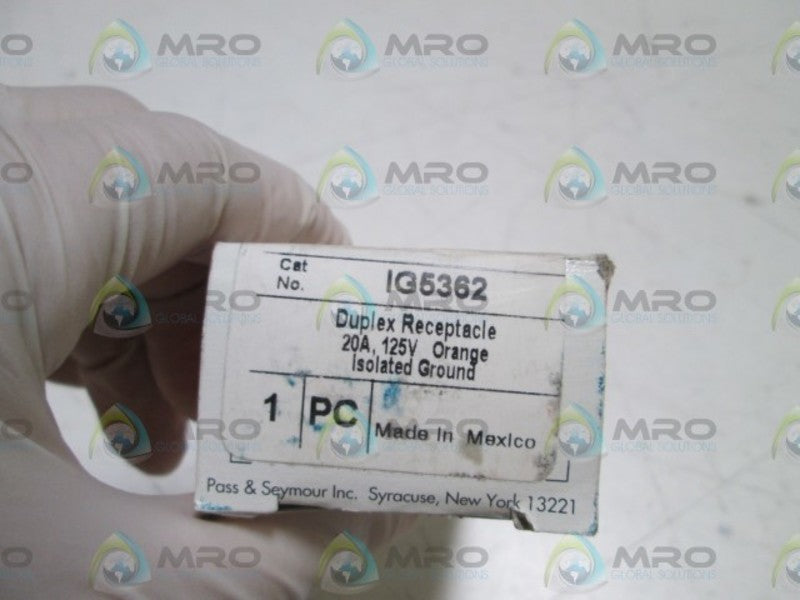 Cat
No.
IG5362
Duplex Receptacle
20A, 125V Orange
Isolated Ground
1 PC Made In Mexico
Pass & Seymour Inc. Syracuse, New York 13221
MRO
GLOBAL SOLUTIONS